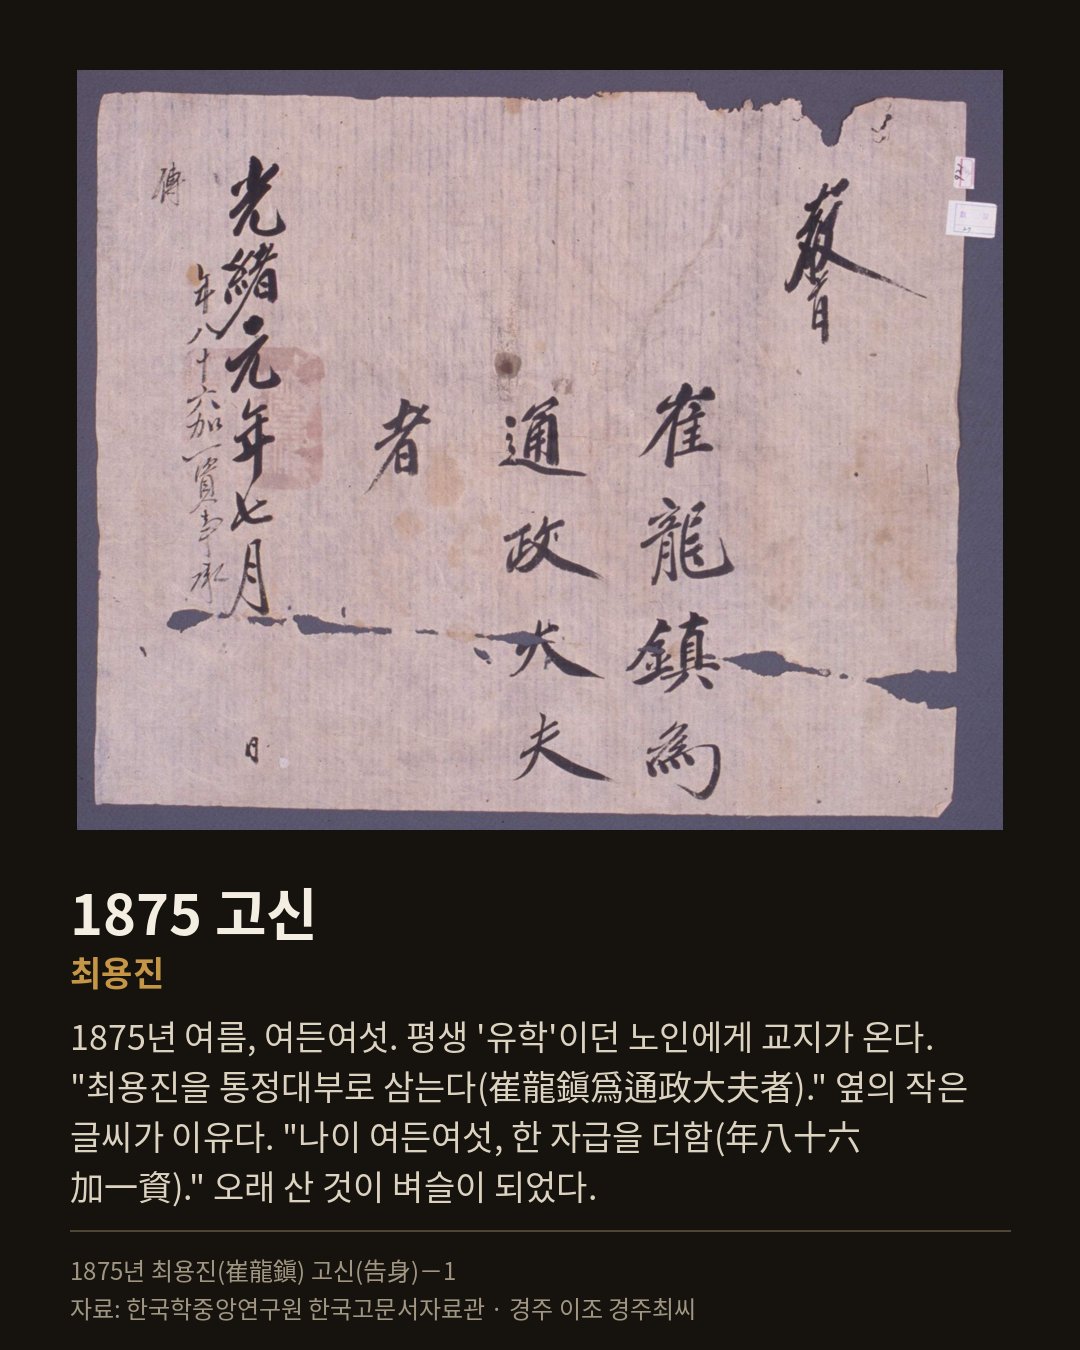 敎旨
崔龍鎭爲
通政大夫
者
光緖元年七月 日
年八十六加一資事承
傳
1875 고신
최용진
1875년 여름, 여든여섯. 평생 '유학'이던 노인에게 교지가 온다.
"최용진을 통정대부로 삼는다(崔龍鎭爲通政大夫者)." 옆의 작은
글씨가 이유다. "나이 여든여섯, 한 자급을 더함(年八十六
加一資)." 오래 산 것이 벼슬이 되었다.
1875년 최용진(崔龍鎭) 고신(告身)－1
자료: 한국학중앙연구원 한국고문서자료관 · 경주 이조 경주최씨